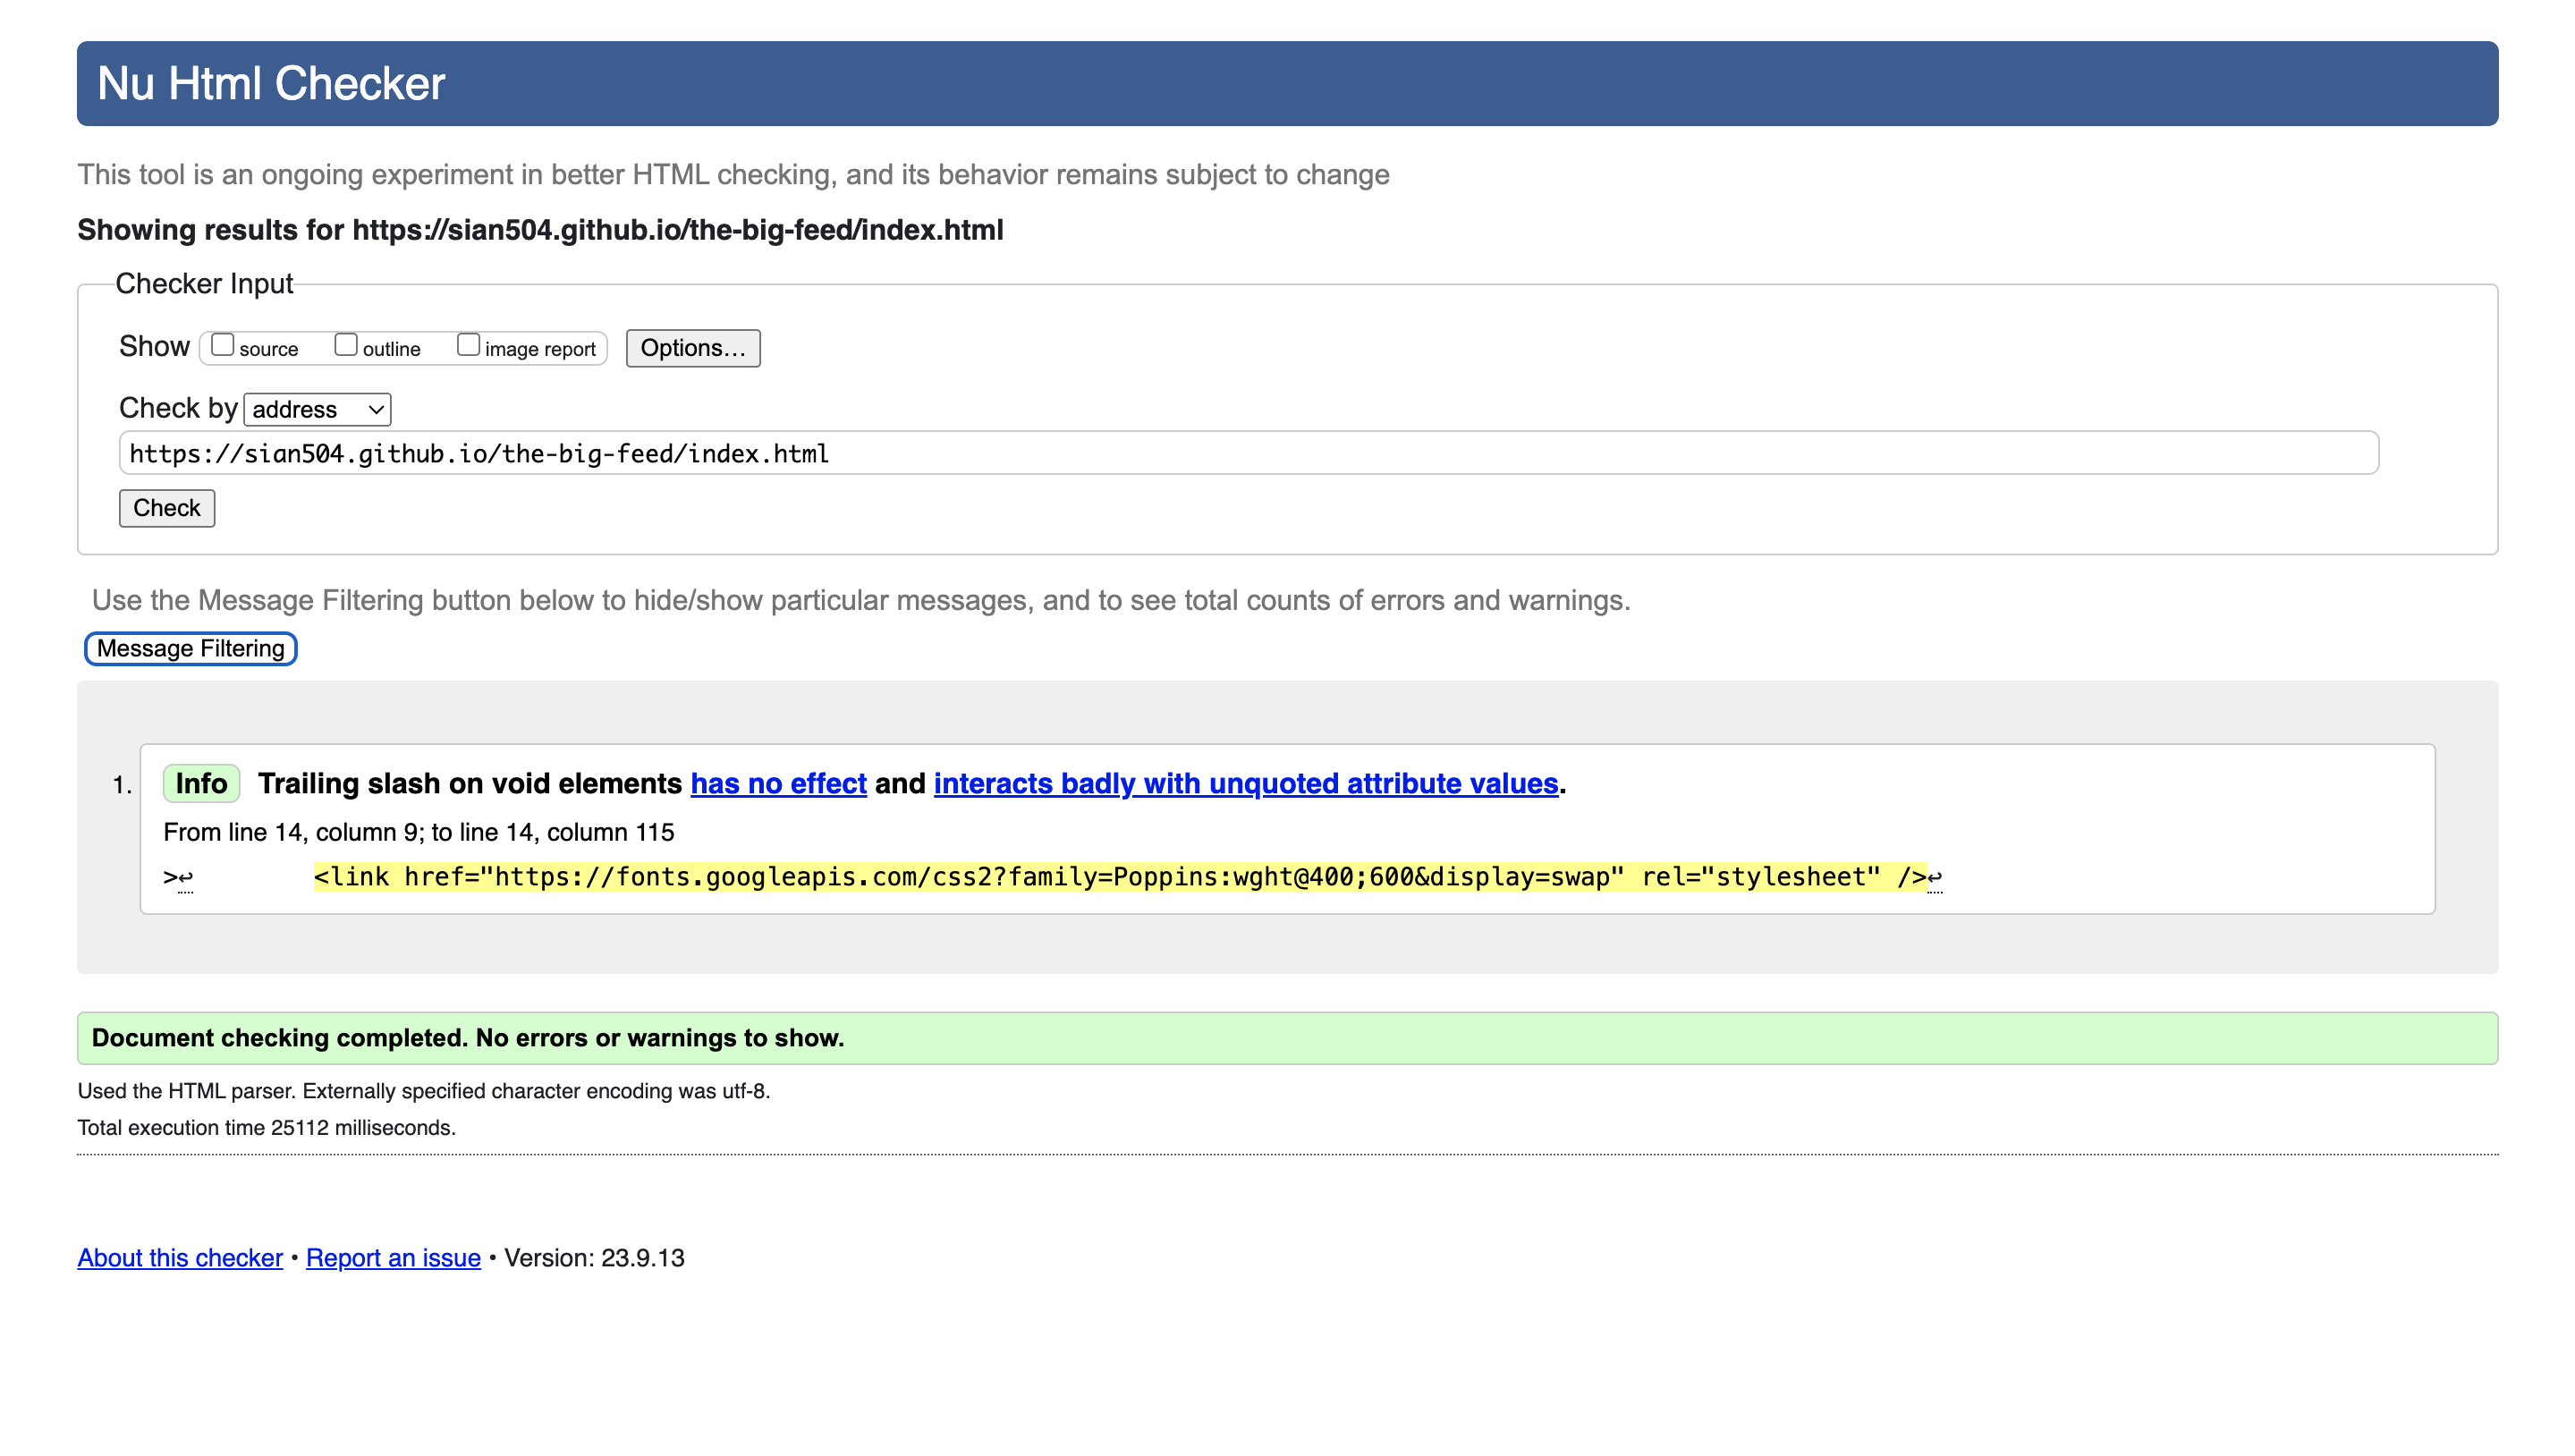 Nu Html Checker
This tool is an ongoing experiment in better HTML checking, and its behavior remains subject to change
Showing results for https://sian504.github.io/the-big-feed/index.html
Checker Input
Show source outline image report Options...
Check by address
https://sian504.github.io/the-big-feed/index.html
Check
Use the Message Filtering button below to hide/show particular messages, and to see total counts of errors and warnings.
Message Filtering
1. Info Trailing slash on void elements has no effect and interacts badly with unquoted attribute values.
From line 14, column 9; to line 14, column 115
>↩ <link href="https://fonts.googleapis.com/css2?family=Poppins:wght@400;600&display=swap" rel="stylesheet" />↩
Document checking completed. No errors or warnings to show.
Used the HTML parser. Externally specified character encoding was utf-8.
Total execution time 25112 milliseconds.
About this checker • Report an issue • Version: 23.9.13